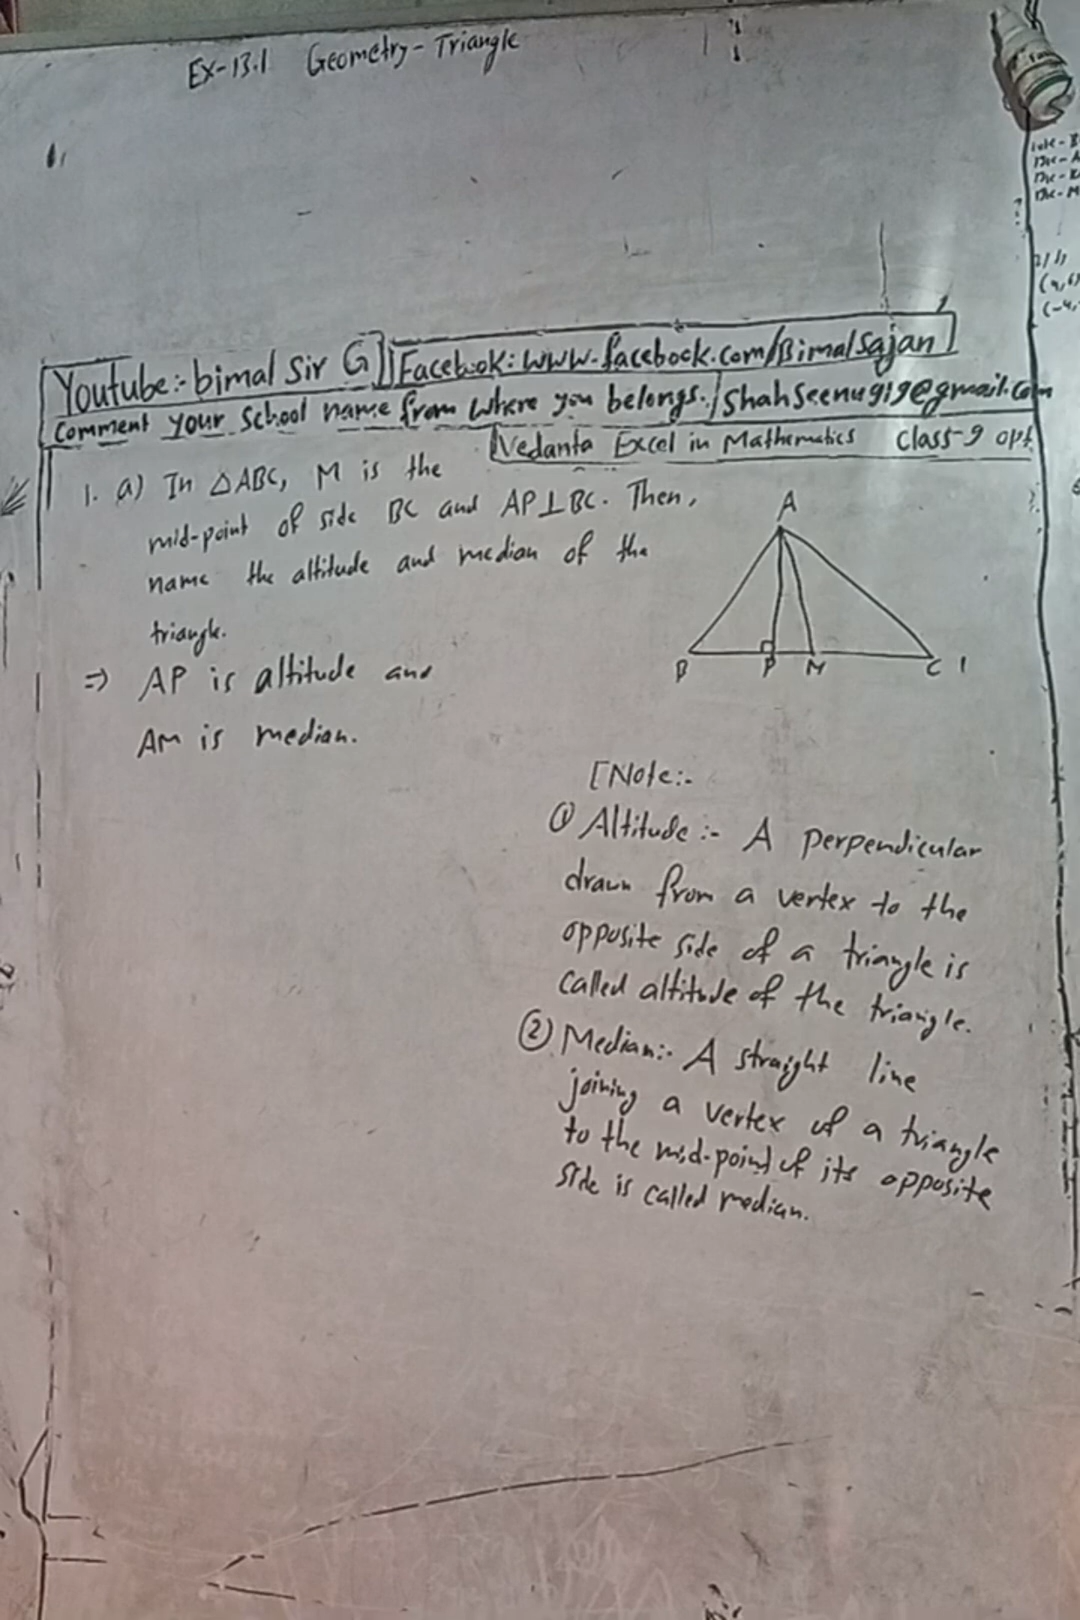 Ex-13.1 Geometry-Triangle
Youtube:- bimal Sir G
Facebook: www.facebook.com/Bimalsajan
Comment your School name from where you belongs. / Shahseenu919@gmail.com
Vedanta Excel in Mathematics Class-9 opt.
1. a) In △ABC, M is the
mid-point of side BC and AP⊥BC. Then,
name the altitude and median of the
triangle.
A
B P M C
⇒ AP is altitude and
AM is median.
[Note:-
① Altitude:- A perpendicular
drawn from a vertex to the
opposite side of a triangle is
called altitude of the triangle.
② Median:- A straight line
joining a vertex of a triangle
to the mid-point of its opposite
side is called median.